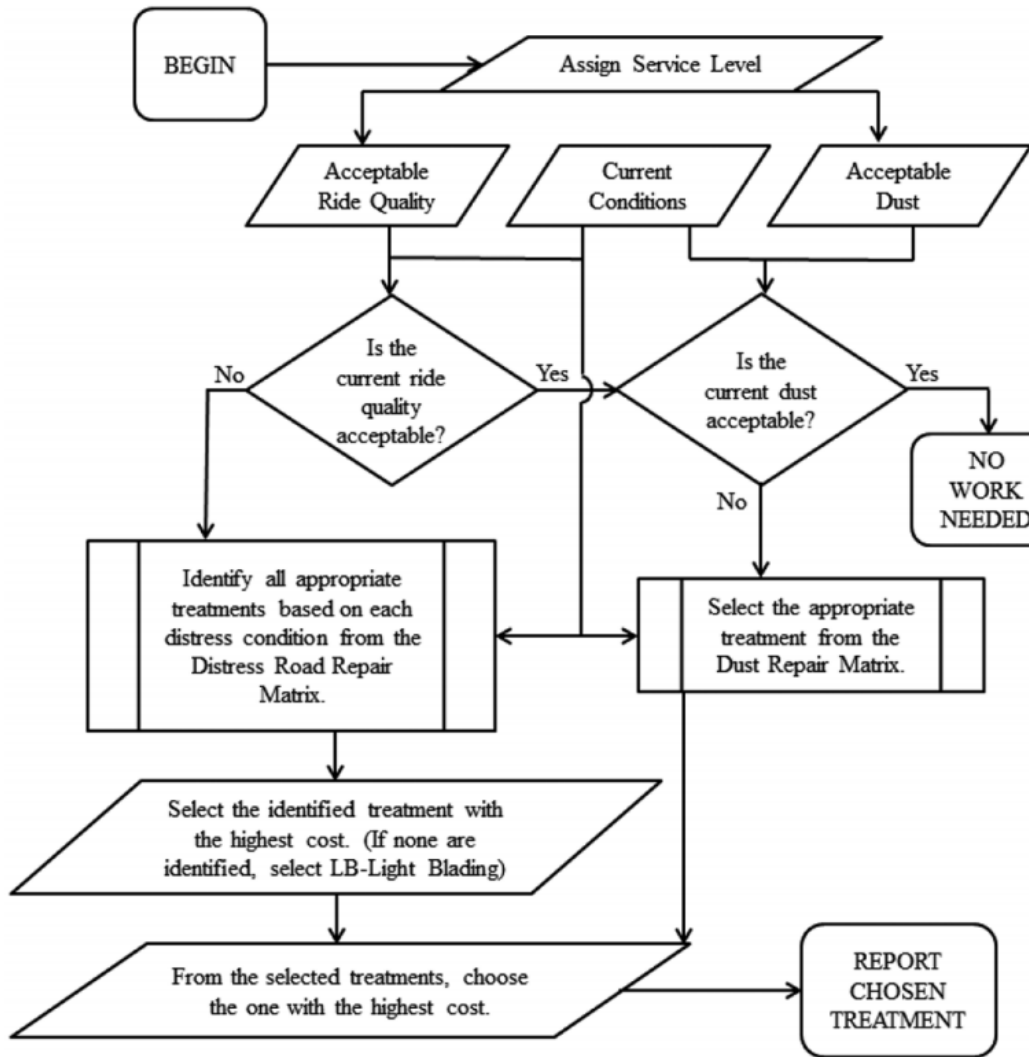 BEGIN
Assign Service Level
Acceptable
Ride Quality
Current
Conditions
Acceptable
Dust
Is the
current ride
quality
acceptable?
No
Yes
Is the
current dust
acceptable?
Yes
No
NO
WORK
NEEDED
Identify all appropriate
treatments based on each
distress condition from the
Distress Road Repair
Matrix.
Select the appropriate
treatment from the
Dust Repair Matrix.
Select the identified treatment with
the highest cost. (If none are
identified, select LB-Light Blading)
From the selected treatments, choose
the one with the highest cost.
REPORT
CHOSEN
TREATMENT